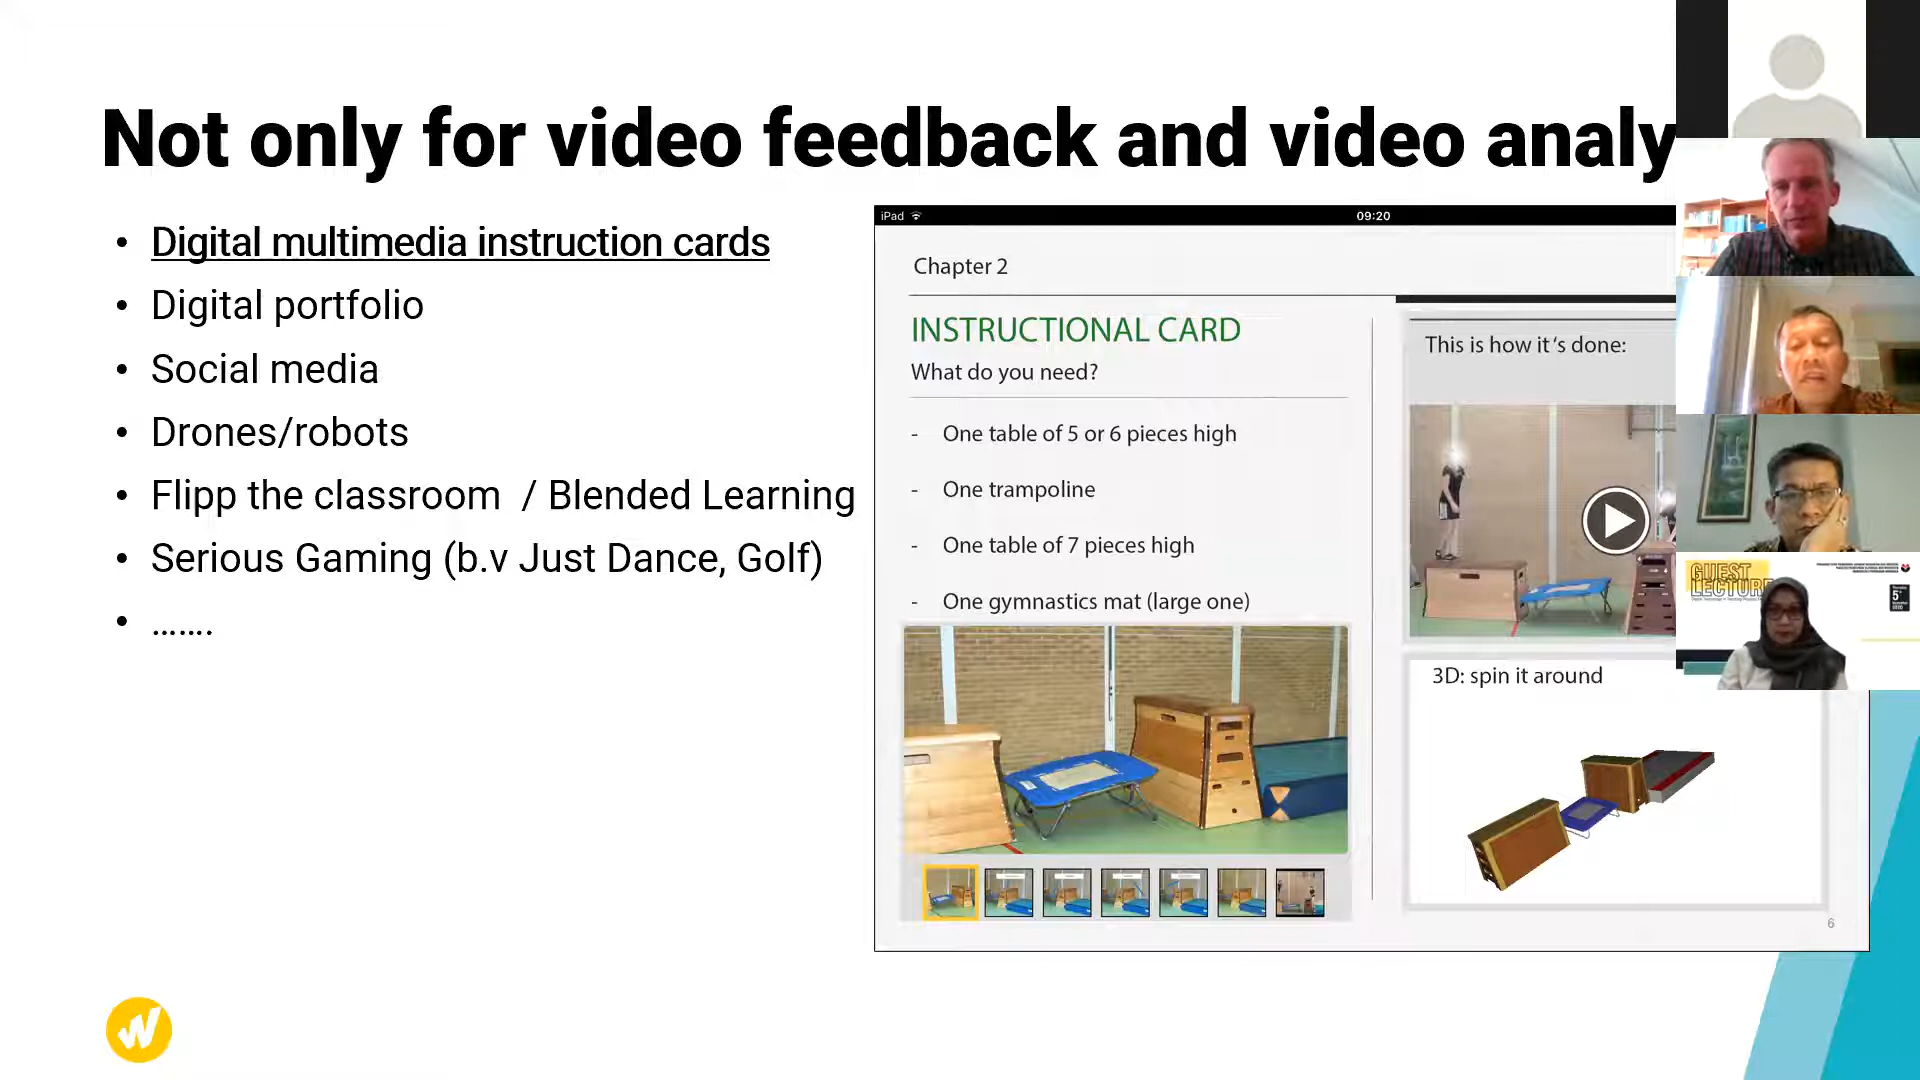 Not only for video feedback and video analy
• Digital multimedia instruction cards
• Digital portfolio
• Social media
• Drones/robots
• Flipp the classroom / Blended Learning
• Serious Gaming (b.v Just Dance, Golf)
• .......
iPad 09:20
Chapter 2
INSTRUCTIONAL CARD
What do you need?
- One table of 5 or 6 pieces high
- One trampoline
- One table of 7 pieces high
- One gymnastics mat (large one)
This is how it's done:
3D: spin it around
6
GUEST
LECTURE
5